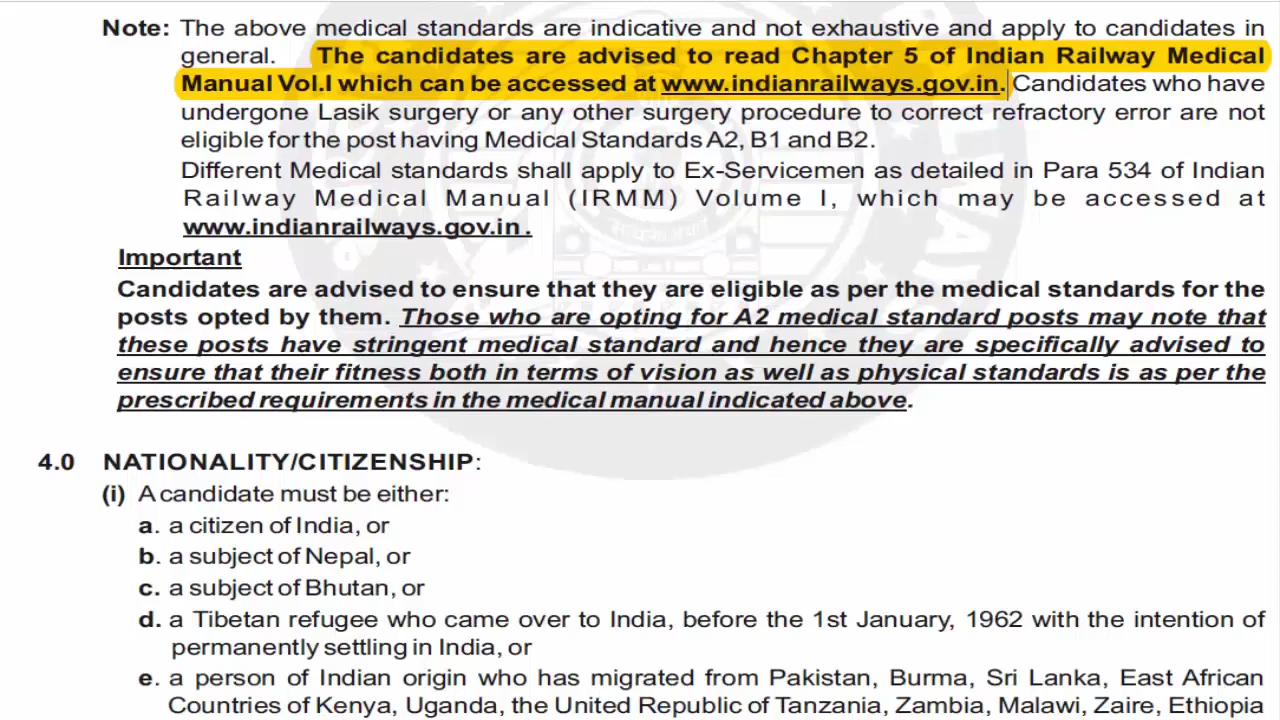 Note: The above medical standards are indicative and not exhaustive and apply to candidates in
general. The candidates are advised to read Chapter 5 of Indian Railway Medical
Manual Vol.I which can be accessed at www.indianrailways.gov.in. Candidates who have
undergone Lasik surgery or any other surgery procedure to correct refractory error are not
eligible for the post having Medical Standards A2, B1 and B2.
Different Medical standards shall apply to Ex-Servicemen as detailed in Para 534 of Indian
Railway Medical Manual (IRMM) Volume I, which may be accessed at
www.indianrailways.gov.in.
Important
Candidates are advised to ensure that they are eligible as per the medical standards for the
posts opted by them. Those who are opting for A2 medical standard posts may note that
these posts have stringent medical standard and hence they are specifically advised to
ensure that their fitness both in terms of vision as well as physical standards is as per the
prescribed requirements in the medical manual indicated above.
4.0 NATIONALITY/CITIZENSHIP:
(i) A candidate must be either:
a. a citizen of India, or
b. a subject of Nepal, or
c. a subject of Bhutan, or
d. a Tibetan refugee who came over to India, before the 1st January, 1962 with the intention of
permanently settling in India, or
e. a person of Indian origin who has migrated from Pakistan, Burma, Sri Lanka, East African
Countries of Kenya, Uganda, the United Republic of Tanzania, Zambia, Malawi, Zaire, Ethiopia